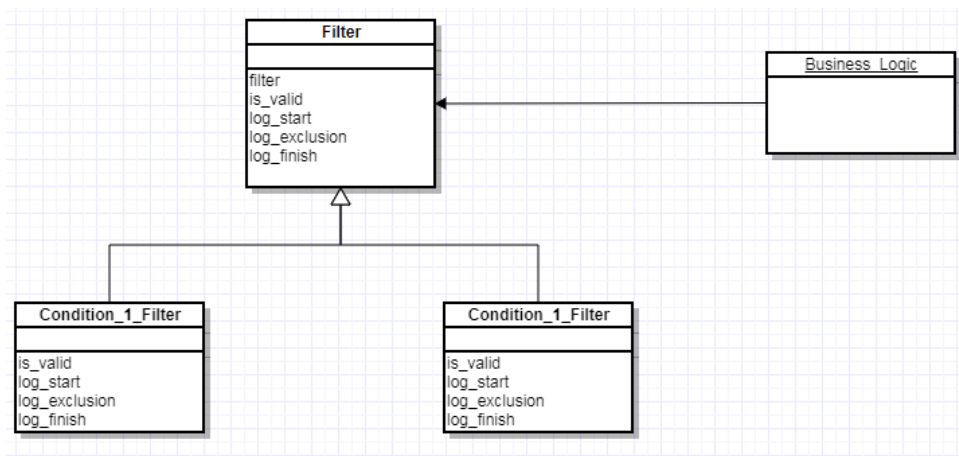 Filter
filter
is_valid
log_start
log_exclusion
log_finish
Business_Logic
Condition_1_Filter
is_valid
log_start
log_exclusion
log_finish
Condition_1_Filter
is_valid
log_start
log_exclusion
log_finish